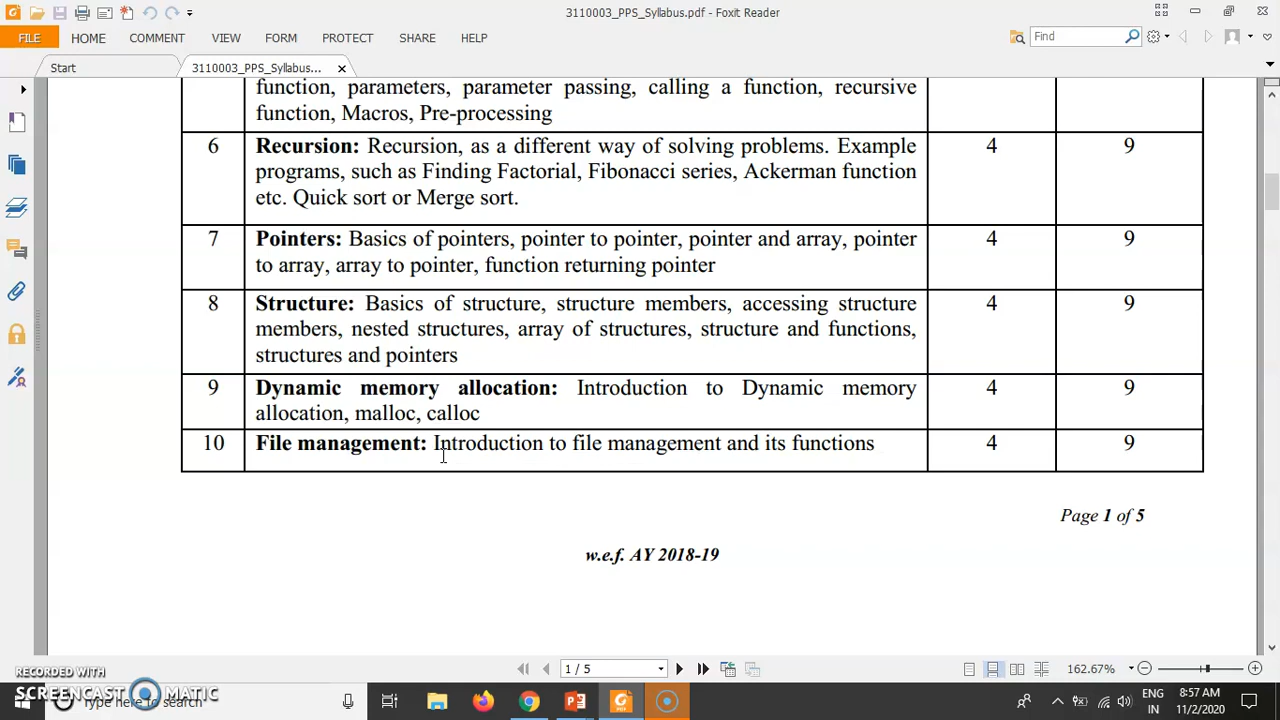 3110003_PPS_Syllabus.pdf - Foxit Reader
FILE HOME COMMENT VIEW FORM PROTECT SHARE HELP Find
Start 3110003_PPS_Syllabus...
function, parameters, parameter passing, calling a function, recursive
function, Macros, Pre-processing
6 Recursion: Recursion, as a different way of solving problems. Example 4 9
programs, such as Finding Factorial, Fibonacci series, Ackerman function
etc. Quick sort or Merge sort.
7 Pointers: Basics of pointers, pointer to pointer, pointer and array, pointer 4 9
to array, array to pointer, function returning pointer
8 Structure: Basics of structure, structure members, accessing structure 4 9
members, nested structures, array of structures, structure and functions,
structures and pointers
9 Dynamic memory allocation: Introduction to Dynamic memory 4 9
allocation, malloc, calloc
10 File management: Introduction to file management and its functions 4 9
Page 1 of 5
w.e.f. AY 2018-19
1 / 5 162.67%
RECORDED WITH
SCREENCAST MATIC
Type here to search
ENG 8:57 AM
IN 11/2/2020